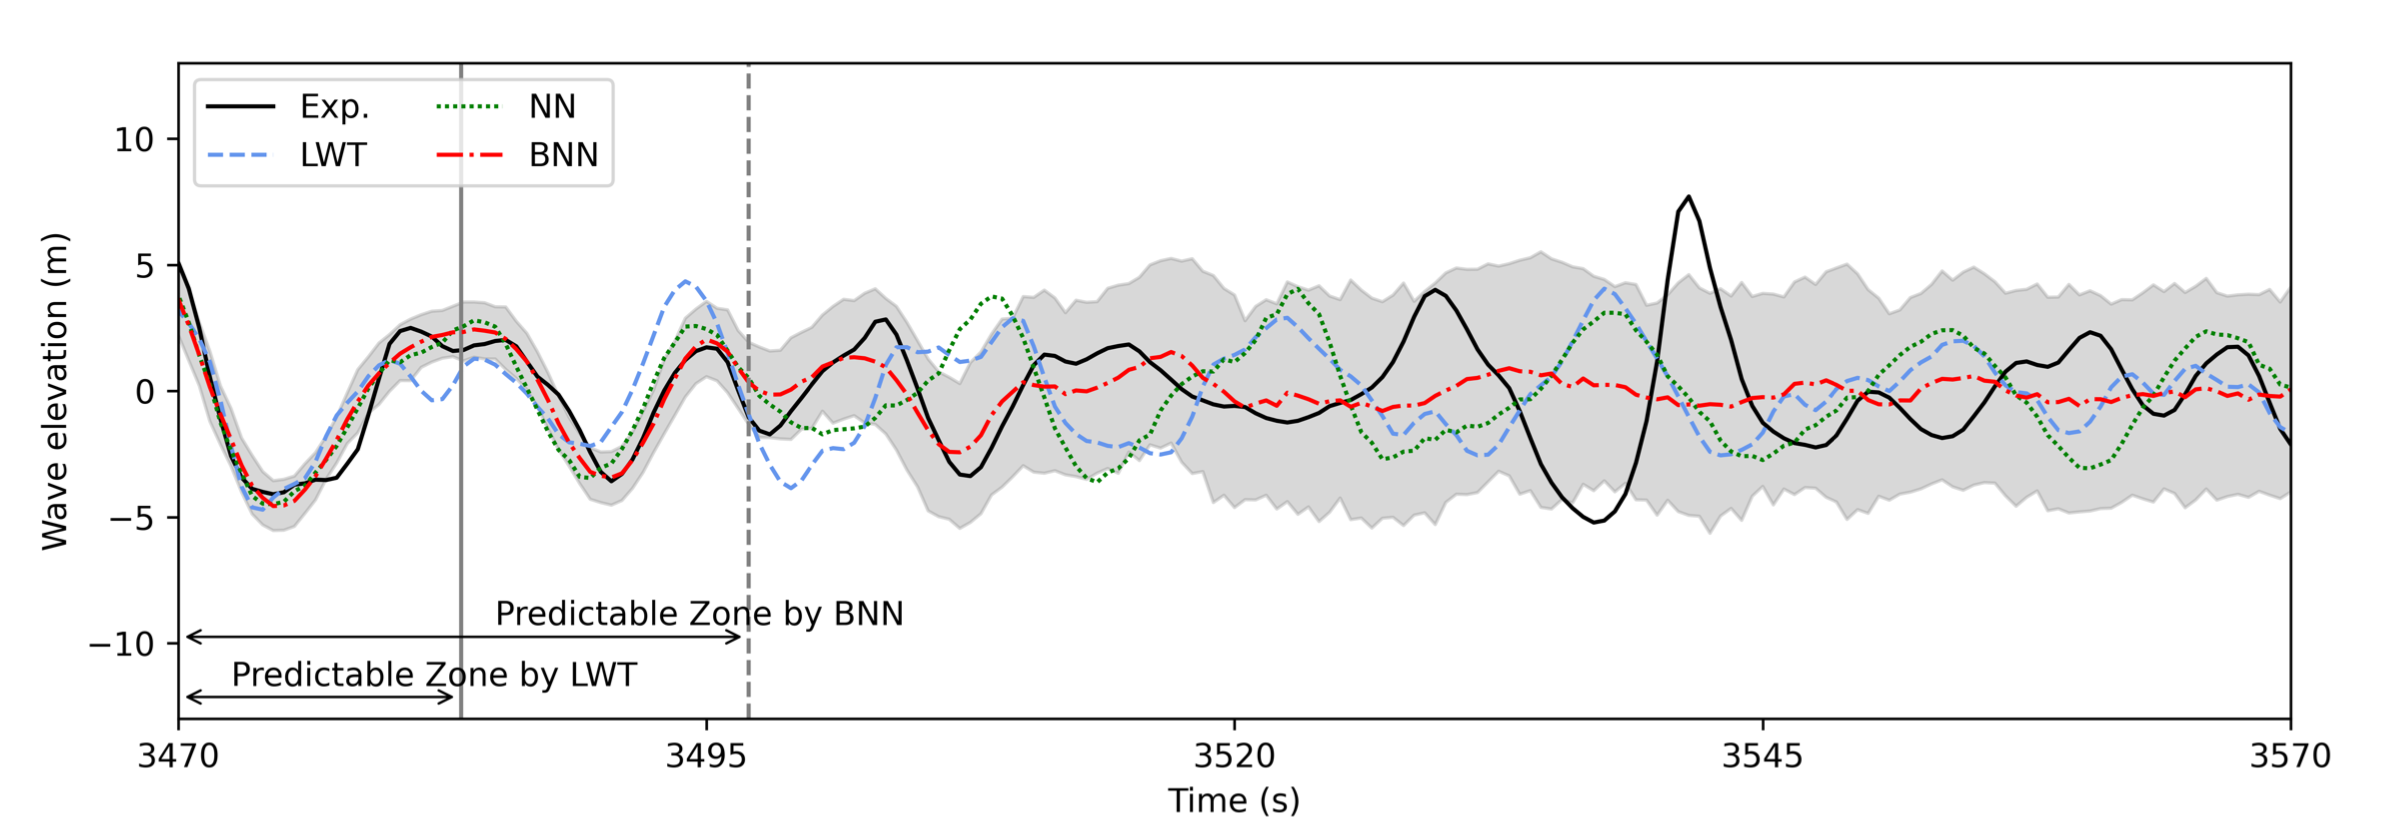 Exp.
NN
LWT
BNN
10
5
0
−5
−10
Wave elevation (m)
Predictable Zone by BNN
Predictable Zone by LWT
3470
3495
3520
3545
3570
Time (s)